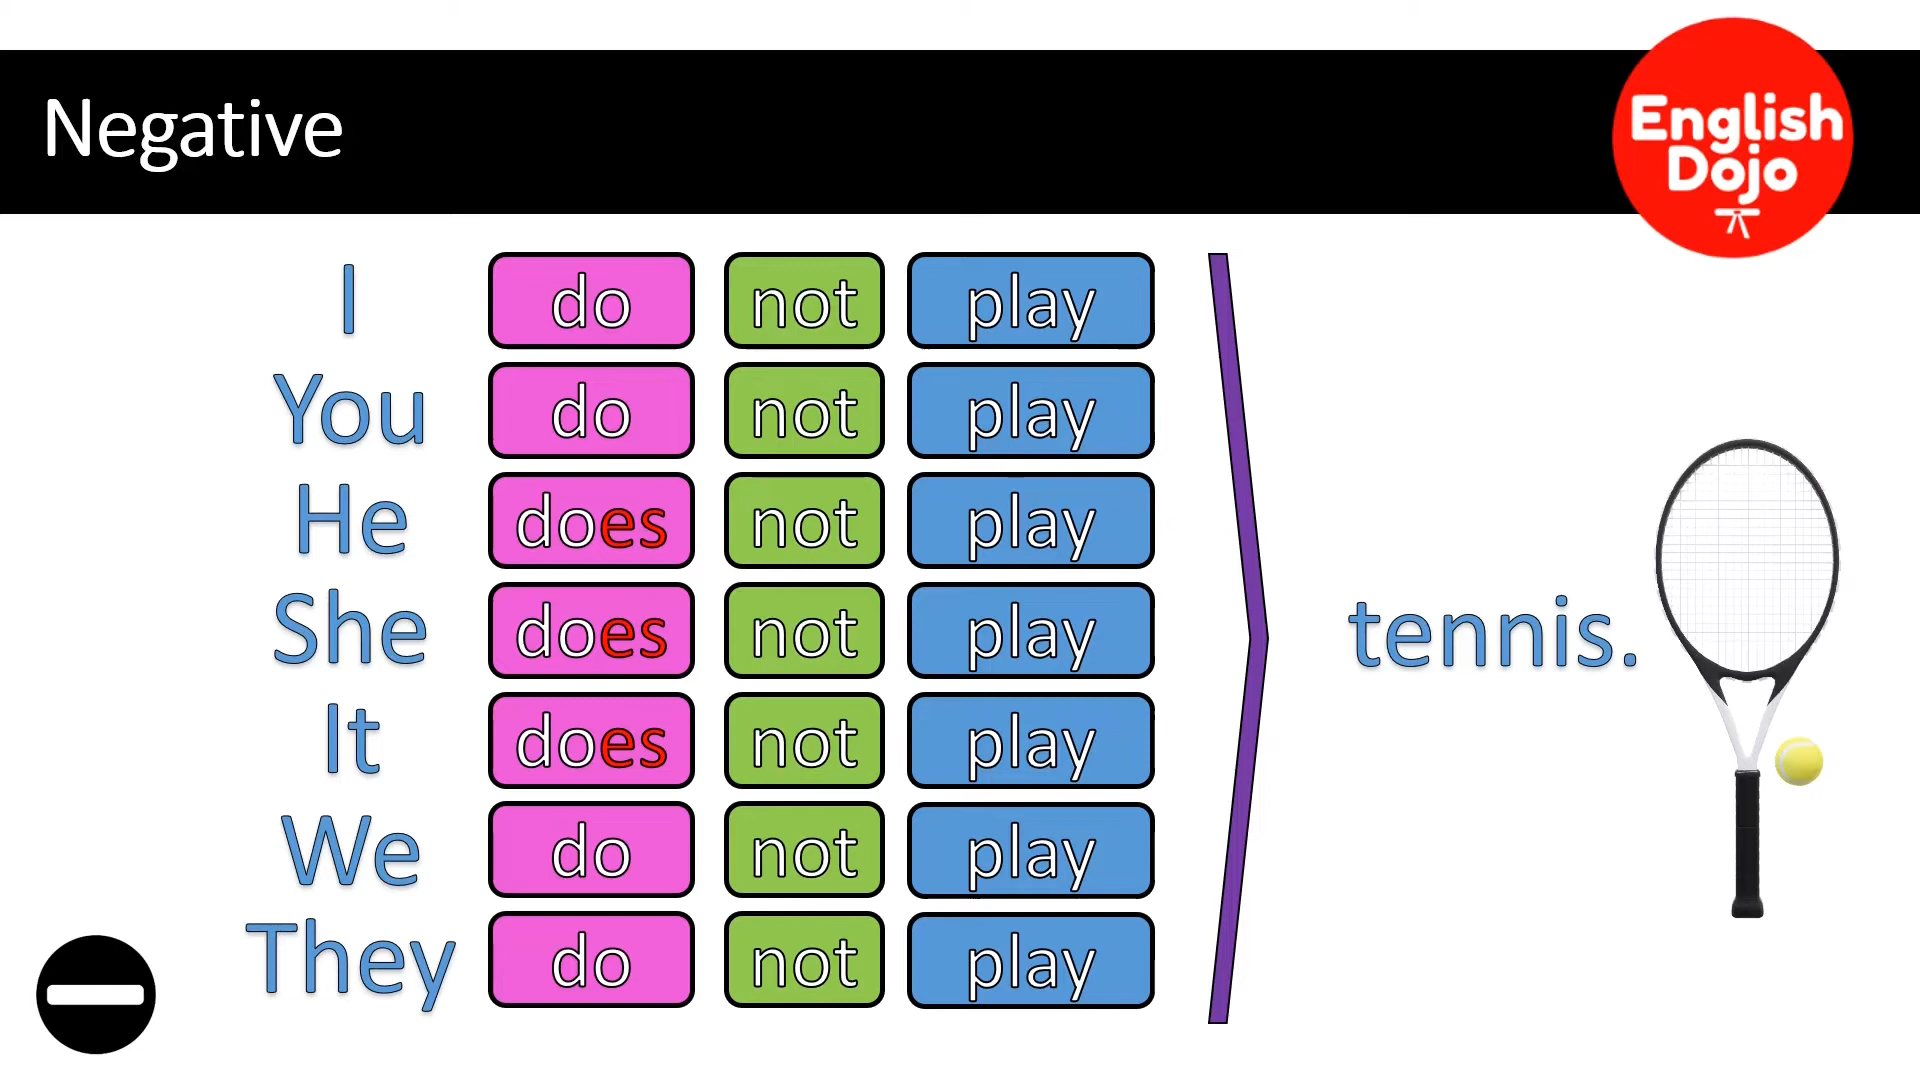 Negative
English
Dojo
I do not play
You do not play
He does not play
She does not play
tennis.
It does not play
We do not play
They do not play